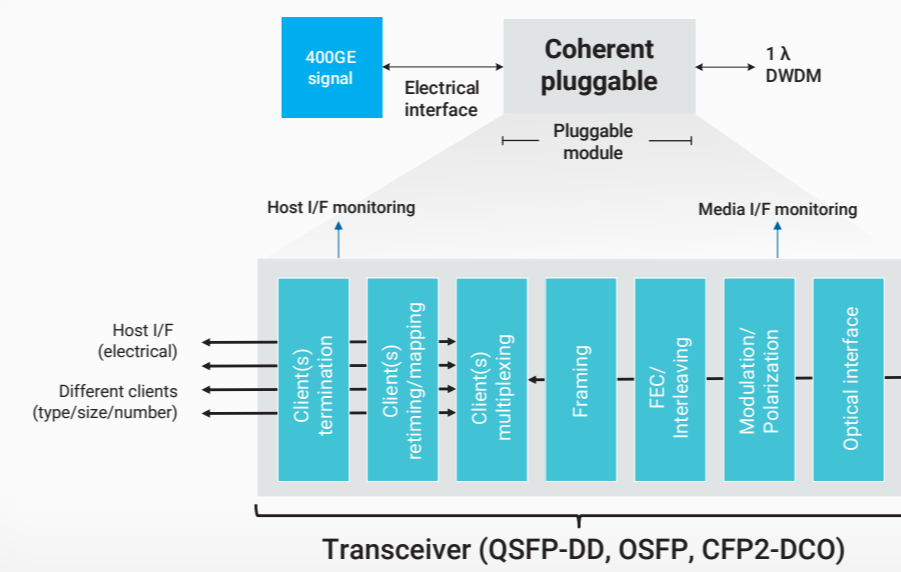 400GE
signal
Electrical
interface
Coherent
pluggable
1 λ
DWDM
Pluggable
module
Host I/F monitoring
Media I/F monitoring
Host I/F
(electrical)
Different clients
(type/size/number)
Client(s)
termination
Client(s)
retiming/mapping
Client(s)
multiplexing
Framing
FEC/
Interleaving
Modulation/
Polarization
Optical interface
Transceiver (QSFP-DD, OSFP, CFP2-DCO)